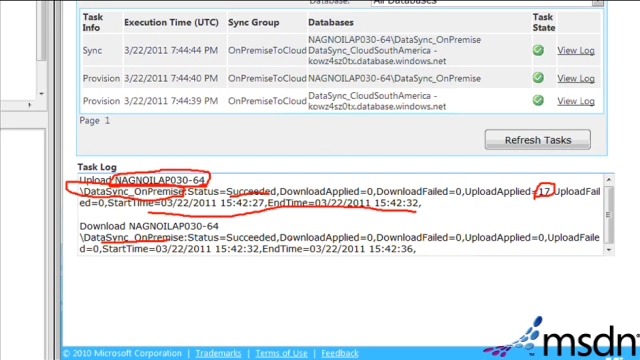 Database:
All Databases
Task Info Execution Time (UTC) Sync Group Databases Task State
Sync 3/22/2011 7:44:44 PM OnPremiseToCloud NAGNOILAP030-64\DataSync_OnPremise
DataSync_CloudSouthAmerica - kowz4sz0tx.database.windows.net View Log
Provision 3/22/2011 7:44:40 PM OnPremiseToCloud NAGNOILAP030-64\DataSync_OnPremise View Log
Provision 3/22/2011 7:44:39 PM OnPremiseToCloud DataSync_CloudSouthAmerica - kowz4sz0tx.database.windows.net View Log
Page 1
Refresh Tasks
Task Log
Upload NAGNOILAP030-64
\DataSync_OnPremise:Status=Succeeded,DownloadApplied=0,DownloadFailed=0,UploadApplied=17,UploadFail
ed=0,StartTime=03/22/2011 15:42:27,EndTime=03/22/2011 15:42:32,
Download NAGNOILAP030-64
\DataSync_OnPremise:Status=Succeeded,DownloadApplied=0,DownloadFailed=0,UploadApplied=0,UploadFaile
d=0,StartTime=03/22/2011 15:42:32,EndTime=03/22/2011 15:42:36,
© 2010 Microsoft Corporation | Trademarks | Terms of Use | Feedback
msdn